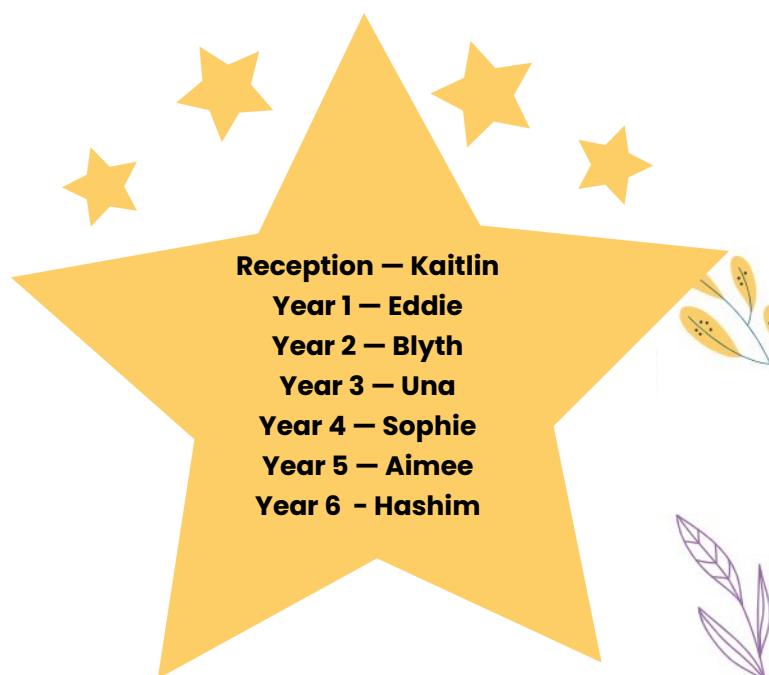 Reception — Kaitlin
Year 1 — Eddie
Year 2 — Blyth
Year 3 — Una
Year 4 — Sophie
Year 5 — Aimee
Year 6  - Hashim